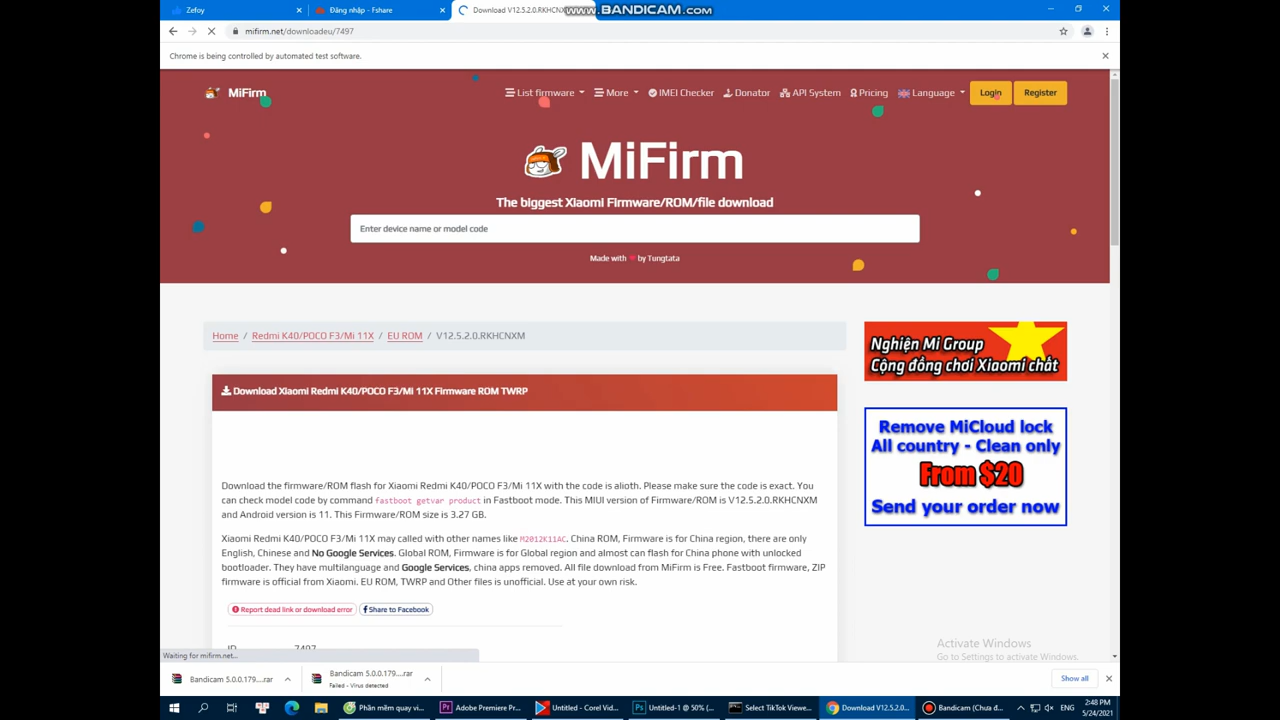 Zefoy
Đăng nhập - Fshare
Download V12.5.2.0.RKHCNX
www.BANDICAM.com
mifirm.net/downloadeu/7497
Chrome is being controlled by automated test software.
MiFirm
List firmware
More
IMEI Checker
Donator
API System
Pricing
Language
Login
Register
MiFirm
The biggest Xiaomi Firmware/ROM/file download
Enter device name or model code
Made with ❤ by Tungtata
Home / Redmi K40/POCO F3/Mi 11X / EU ROM / V12.5.2.0.RKHCNXM
Nghiện Mi Group
Cộng đồng chơi Xiaomi chất
Download Xiaomi Redmi K40/POCO F3/Mi 11X Firmware ROM TWRP
Remove MiCloud lock
All country - Clean only
From $20
Send your order now
Download the firmware/ROM flash for Xiaomi Redmi K40/POCO F3/Mi 11X with the code is alioth. Please make sure the code is exact. You
can check model code by command fastboot getvar product in Fastboot mode. This MIUI version of Firmware/ROM is V12.5.2.0.RKHCNXM
and Android version is 11. This Firmware/ROM size is 3.27 GB.
Xiaomi Redmi K40/POCO F3/Mi 11X may called with other names like M2012K11AC. China ROM, Firmware is for China region, there are only
English, Chinese and No Google Services. Global ROM, Firmware is for Global region and almost can flash for China phone with unlocked
bootloader. They have multilanguage and Google Services, china apps removed. All file download from MiFirm is Free. Fastboot firmware, ZIP
firmware is official from Xiaomi. EU ROM, TWRP and Other files is unofficial. Use at your own risk.
Report dead link or download error
Share to Facebook
ID 7497
Activate Windows
Go to Settings to activate Windows.
Waiting for mifirm.net...
Bandicam 5.0.0.179....rar
Bandicam 5.0.0.179....rar
Failed - Virus detected
Show all
Phần mềm quay vi...
Adobe Premiere Pr...
Untitled - Corel Vid...
Untitled-1 @ 50% (...
Select TikTok Viewe...
Download V12.5.2.0...
Bandicam (Chưa đ...
ENG
2:48 PM
5/24/2021